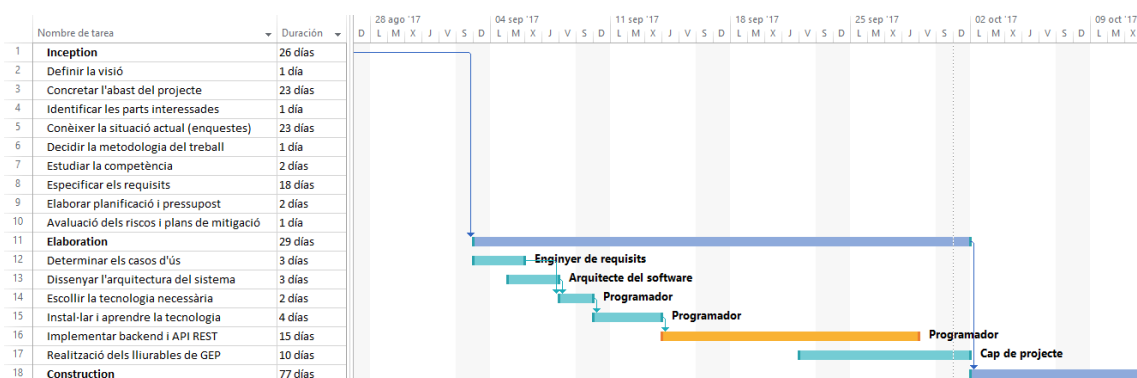 28 ago '17 04 sep '17 11 sep '17 18 sep '17 25 sep '17 02 oct '17 09 oct '17
Nombre de tarea Duración D L M X J V S D L M X J V S D L M X J V S D L M X J V S D L M X J V S D L M X J V S D L M X
1 Inception 26 días
2 Definir la visió 1 día
3 Concretar l'abast del projecte 23 días
4 Identificar les parts interessades 1 día
5 Conèixer la situació actual (enquestes) 23 días
6 Decidir la metodologia del treball 1 día
7 Estudiar la competència 2 días
8 Especificar els requisits 18 días
9 Elaborar planificació i pressupost 2 días
10 Avaluació dels riscos i plans de mitigació 1 día
11 Elaboration 29 días
12 Determinar els casos d'ús 3 días Enginyer de requisits
13 Dissenyar l'arquitectura del sistema 3 días Arquitecte del software
14 Escollir la tecnologia necessària 2 días Programador
15 Instal·lar i aprendre la tecnologia 4 días Programador
16 Implementar backend i API REST 15 días Programador
17 Realització dels lliurables de GEP 10 días Cap de projecte
18 Construction 77 días